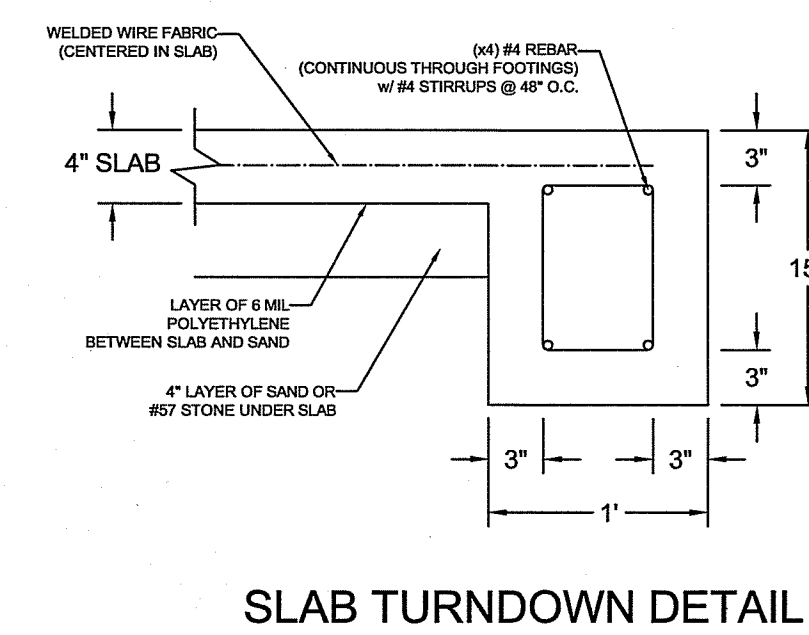 WELDED WIRE FABRIC
(CENTERED IN SLAB)
(x4) #4 REBAR
(CONTINUOUS THROUGH FOOTINGS)
w/ #4 STIRRUPS @ 48" O.C.
4" SLAB
3"
15
LAYER OF 6 MIL
POLYETHYLENE
BETWEEN SLAB AND SAND
3"
4" LAYER OF SAND OR
#57 STONE UNDER SLAB
3"
3"
1'
SLAB TURNDOWN DETAIL